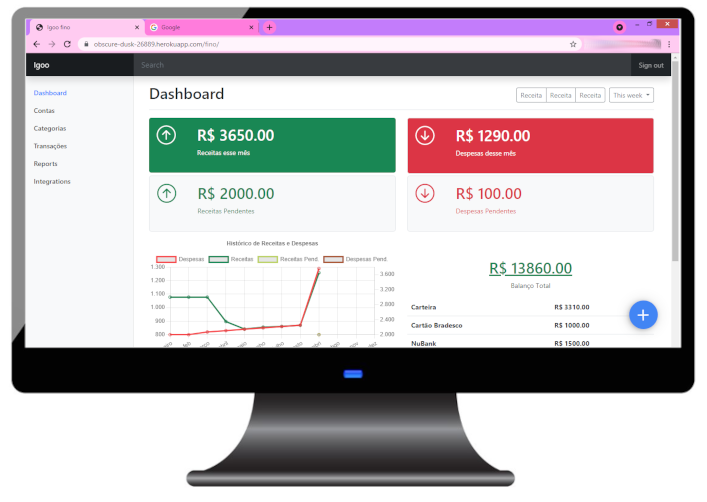 Igoo fino
Google
obscure-dusk-26889.herokuapp.com/fino/
Igoo
Search
Sign out
Dashboard
Contas
Categorias
Transações
Reports
Integrations
Dashboard
Receita Receita Receita This week
R$ 3650.00
Receitas esse mês
R$ 1290.00
Despesas desse mês
R$ 2000.00
Receitas Pendentes
R$ 100.00
Despesas Pendentes
Histórico de Receitas e Despesas
Despesas Receitas Receitas Pend. Despesas Pend.
1.300
1.200
1.100
1.000
900
800
3.600
3.200
2.800
2.400
2.000
R$ 13860.00
Balanço Total
Carteira R$ 3310.00
Cartão Bradesco R$ 1000.00
NuBank R$ 1500.00